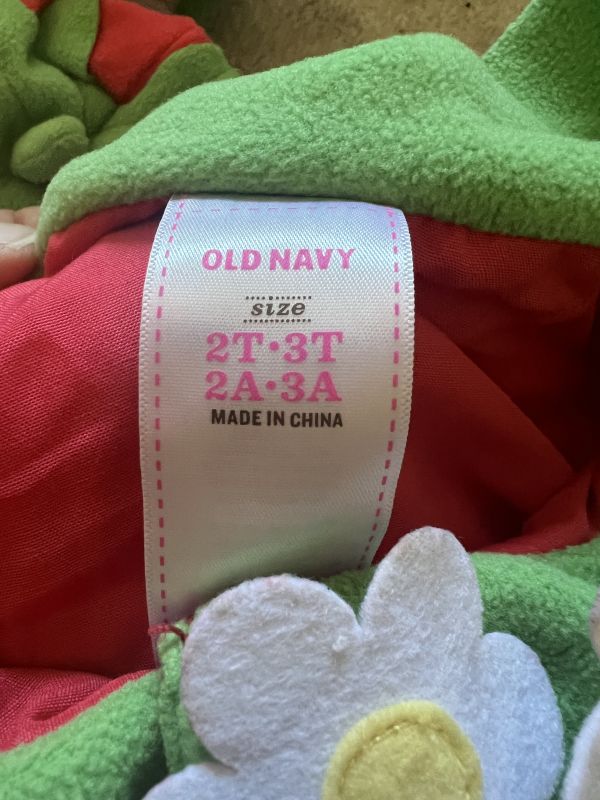 OLD NAVY
size
2T•3T
2A•3A
MADE IN CHINA